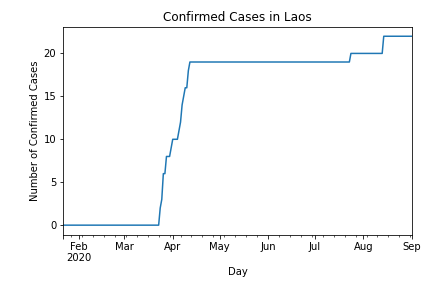 Confirmed Cases in Laos
Number of Confirmed Cases
20
15
10
5
0
Feb Mar Apr May Jun Jul Aug Sep
2020
Day